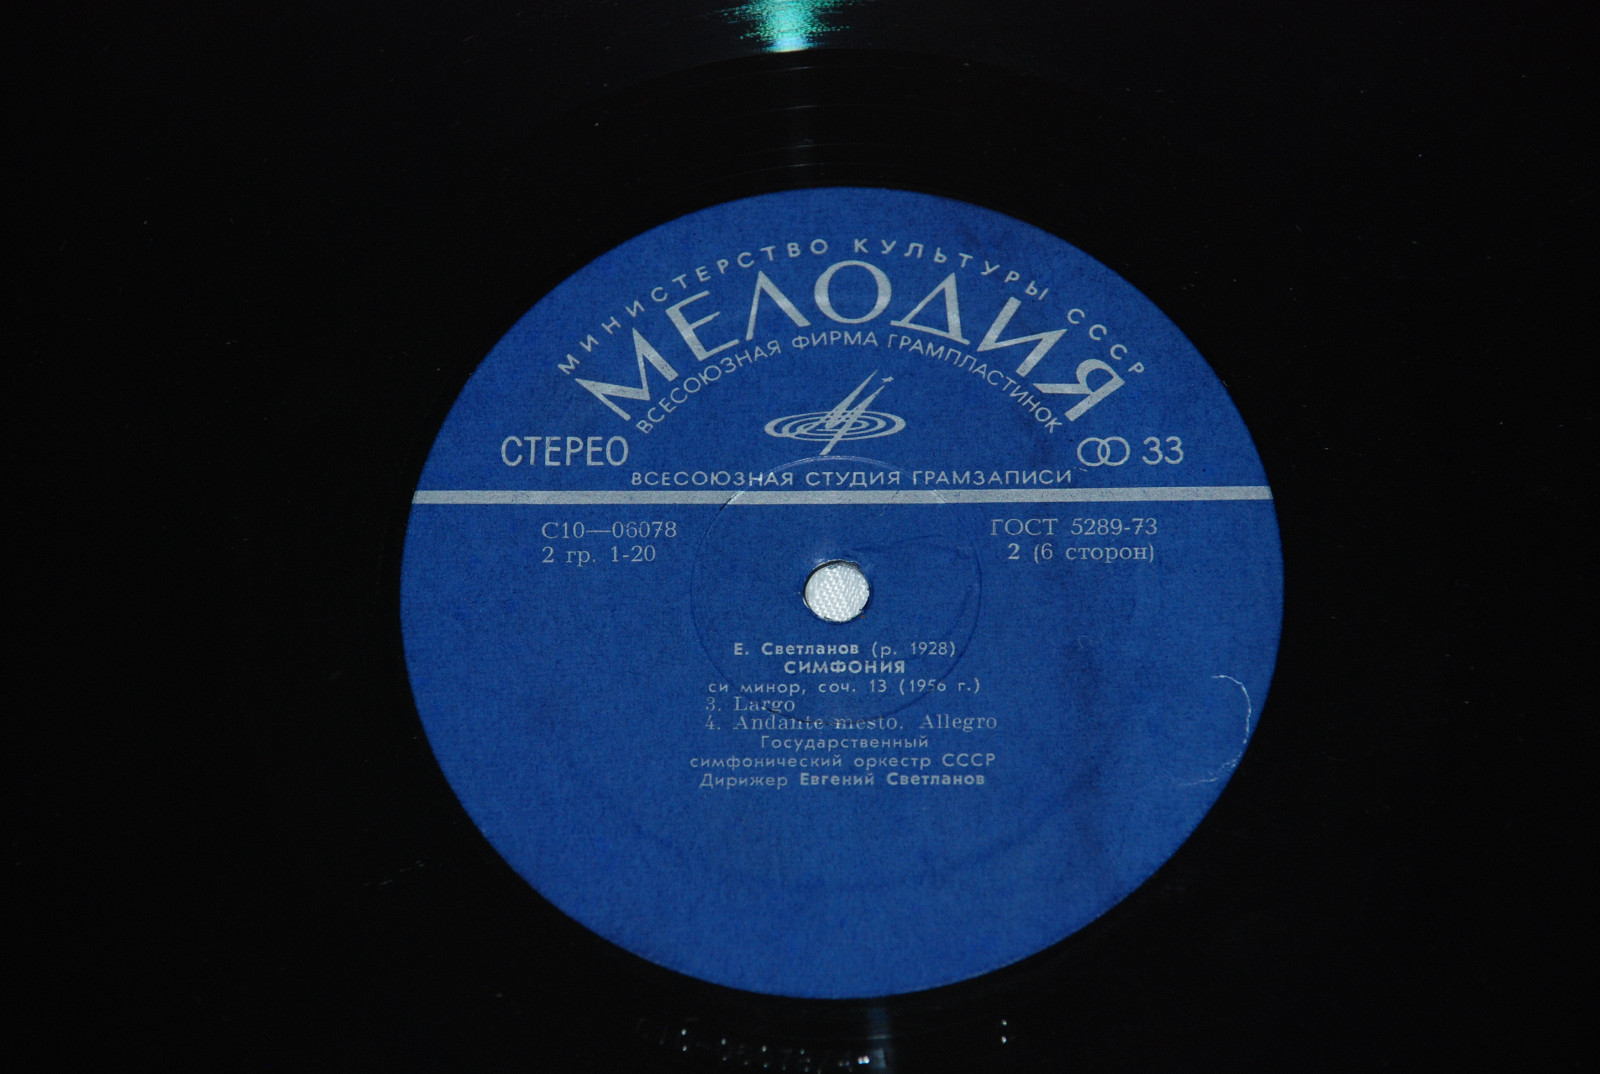 МИНИСТЕРСТВО КУЛЬТУРЫ СССР
МЕЛОДИЯ
ВСЕСОЮЗНАЯ ФИРМА ГРАМПЛАСТИНОК
СТЕРЕО
33
ВСЕСОЮЗНАЯ СТУДИЯ ГРАМЗАПИСИ
С10—06078
ГОСТ 5289-73
2 гр. 1-20
2 (6 сторон)
Е. Светланов (р. 1928)
СИМФОНИЯ
си минор, соч. 13 (1956 г.)
3. Largo
4. Andante mesto. Allegro
Государственный
симфонический оркестр СССР
Дирижер Евгений Светланов